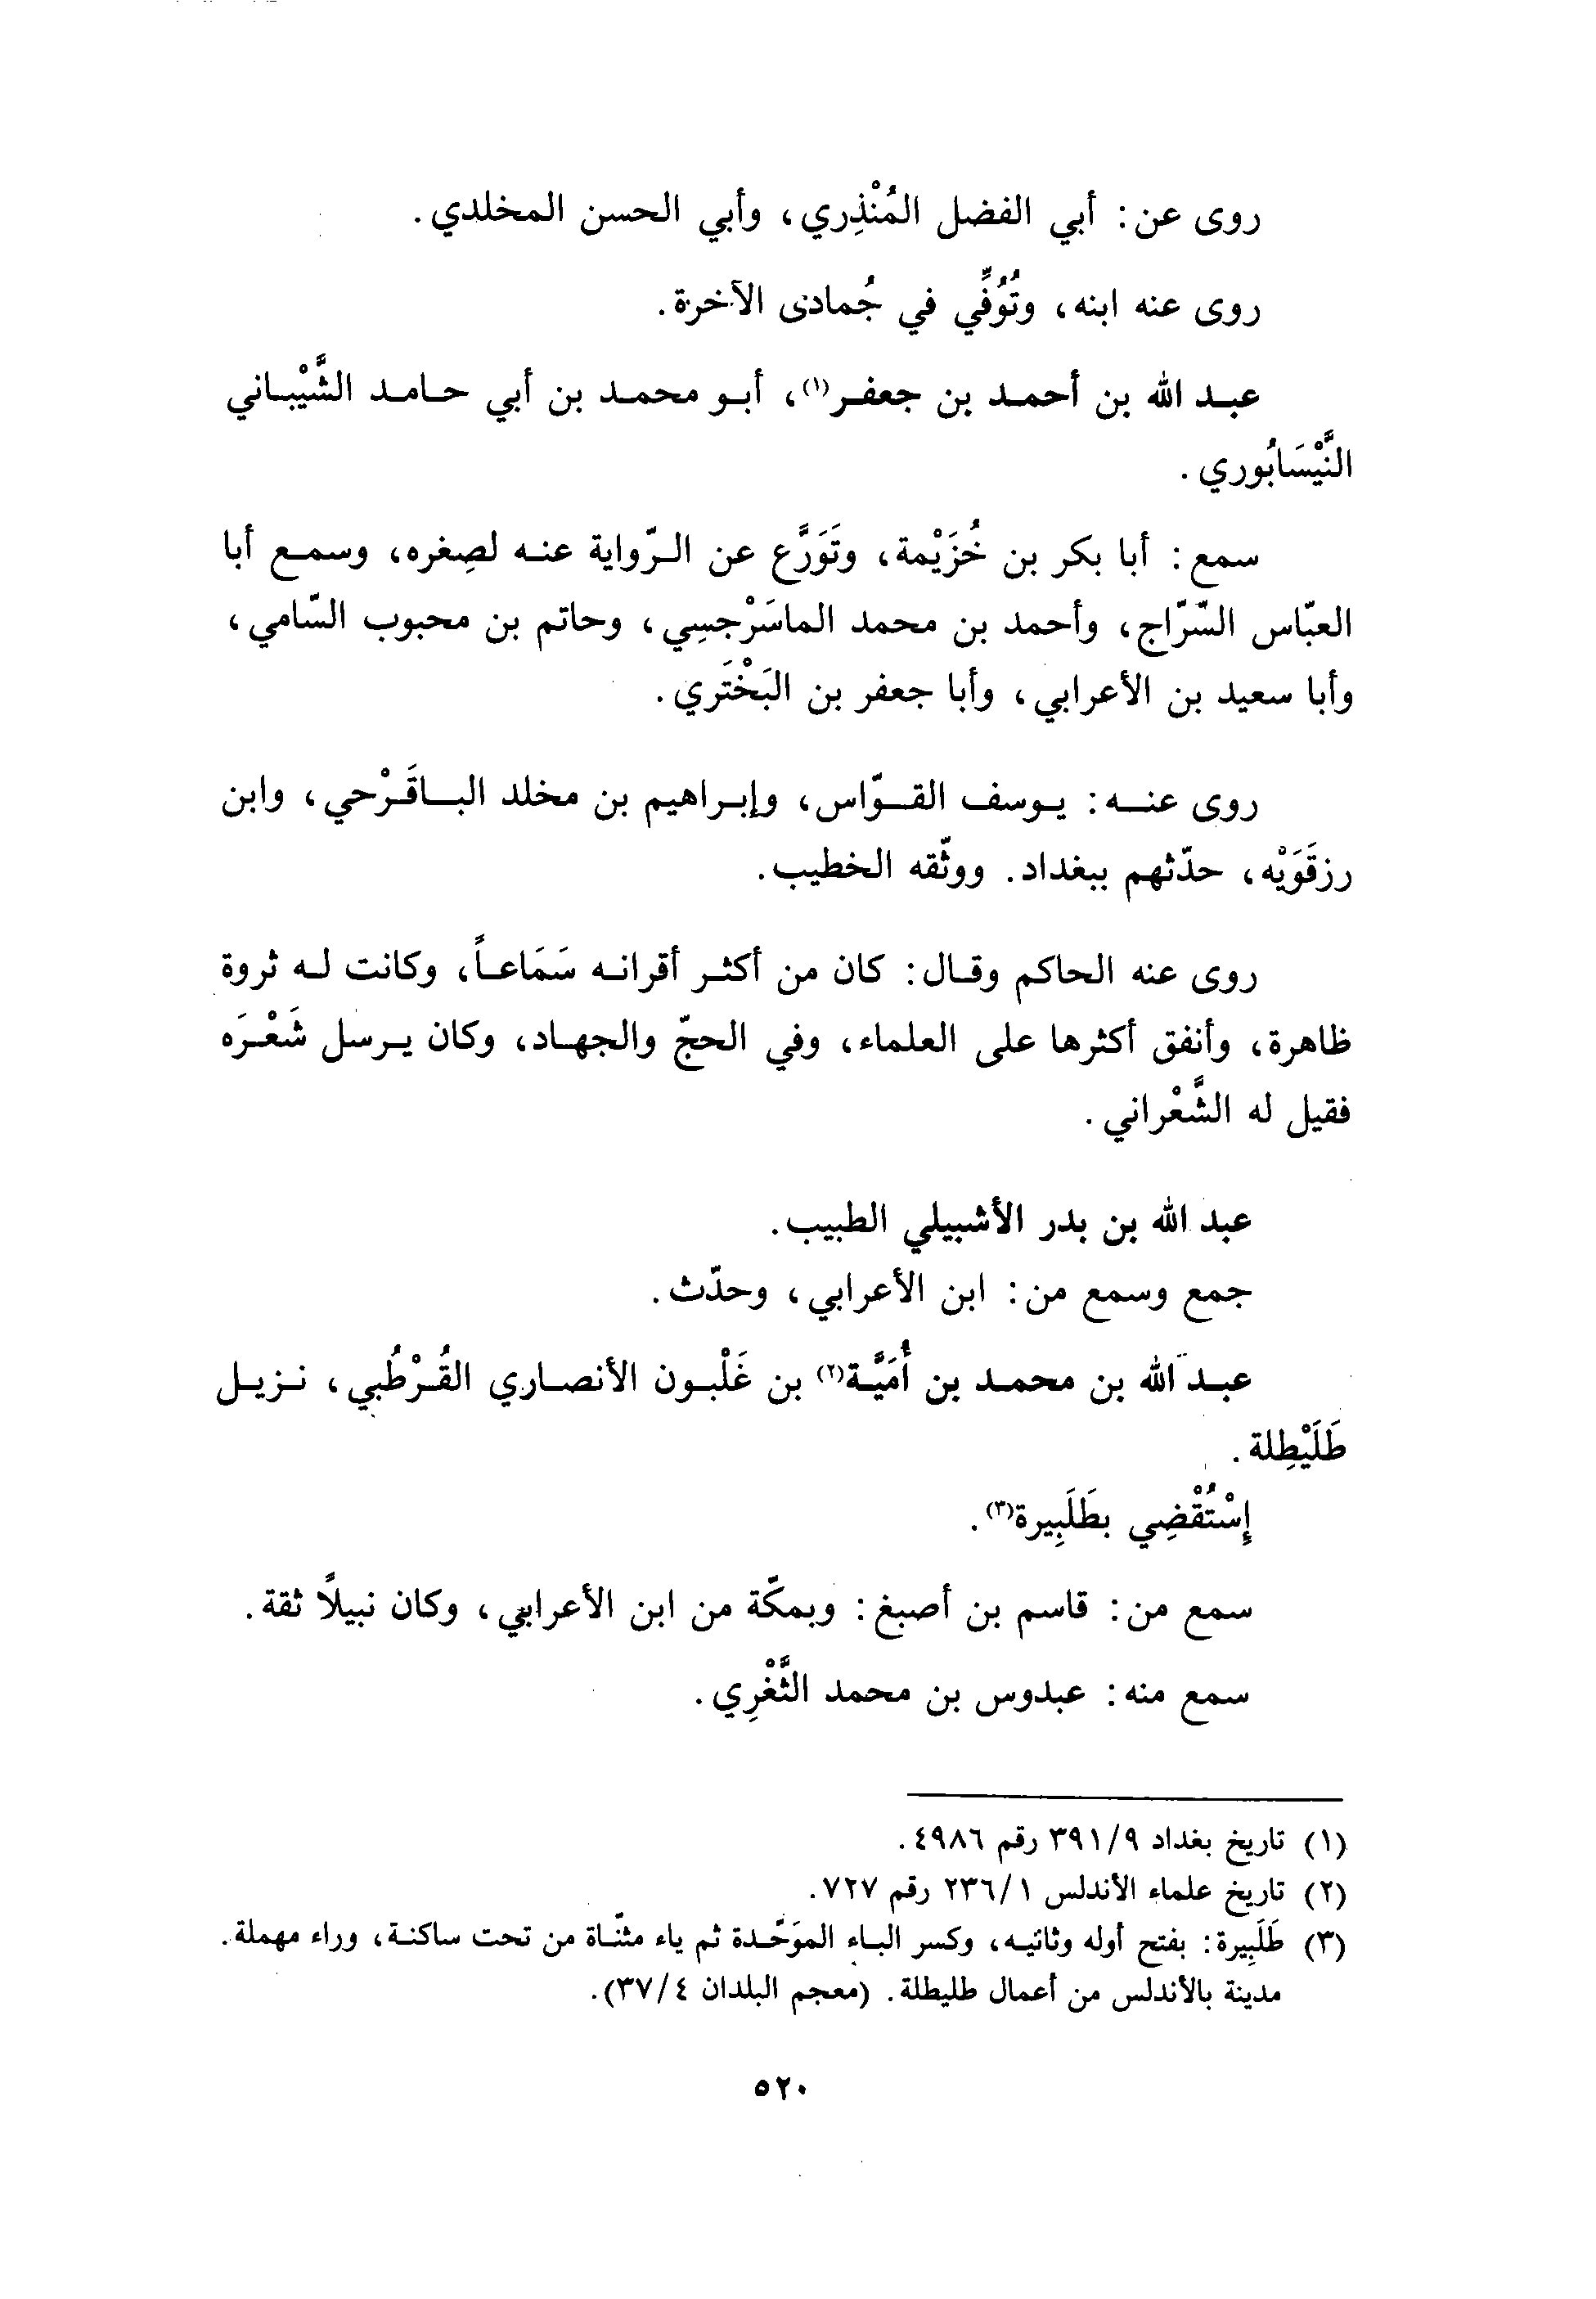 روى عن: أبي الفضل المُنْذِري، وأبي الحسن المخلدي.
روى عنه ابنه، وتُوُفِّي في جُمادى الآخرة.
عبد الله بن أحمد بن جعفر(١)، أبو محمد بن أبي حامد الشَّيْباني
النَّيْسَابُوري.
سمع: أبا بكر بن خُزَيْمة، وتَوَرَّع عن الرّواية عنه لصِغره، وسمع أبا
العبّاس السّرّاج، وأحمد بن محمد الماسَرْجسِي، وحاتم بن محبوب السّامي،
وأبا سعيد بن الأعرابي، وأبا جعفر بن البَخْتَري.
روى عنه: يوسف القوّاس، وإبراهيم بن مخلد الباقَرْحي، وابن
رزقَوَيْه، حدّثهم ببغداد. ووثّقه الخطيب.
روى عنه الحاكم وقال: كان من أكثر أقرانه سَمَاعاً، وكانت له ثروة
ظاهرة، وأنفق أكثرها على العلماء، وفي الحجّ والجهاد، وكان يرسل شَعْرَه
فقيل له الشَّعْراني.
عبد الله بن بدر الأشبيلي الطبيب.
جمع وسمع من: ابن الأعرابي، وحدّث.
عبد الله بن محمد بن أُمَيَّة(٢) بن غَلْبون الأنصاري القُرْطُبي، نزيل
طَلَيْطِلة.
إِسْتُقْضِي بطَلَبِيرة(٣).
سمع من: قاسم بن أصبغ: وبمكّة من ابن الأعرابي، وكان نبيلاً ثقة.
سمع منه: عبدوس بن محمد الثَّغْرِي.
(١) تاريخ بغداد ٣٩١/٩ رقم ٤٩٨٦.
(٢) تاريخ علماء الأندلس ٢٣٦/١ رقم ٧٢٧.
(٣) طَلَبِيرة: بفتح أوله وثانيه، وكسر الباء الموَحَّدة ثم ياء مثنّاة من تحت ساكنة، وراء مهملة.
مدينة بالأندلس من أعمال طليطلة. (معجم البلدان ٣٧/٤).
٥٢٠